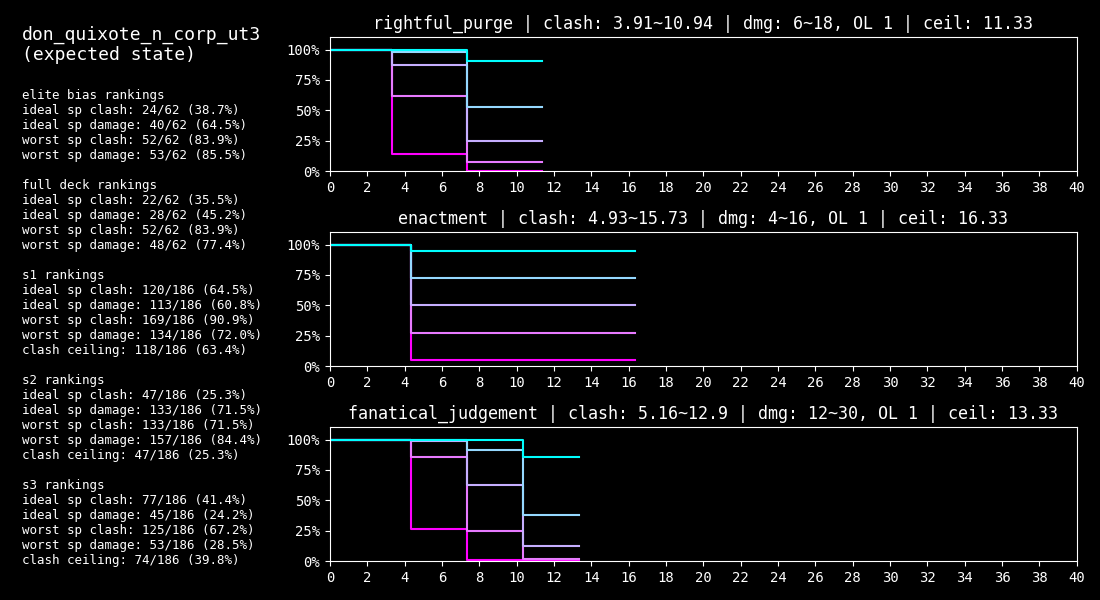 don_quixote_n_corp_ut3
(expected state)
elite bias rankings
ideal sp clash: 24/62 (38.7%)
ideal sp damage: 40/62 (64.5%)
worst sp clash: 52/62 (83.9%)
worst sp damage: 53/62 (85.5%)
full deck rankings
ideal sp clash: 22/62 (35.5%)
ideal sp damage: 28/62 (45.2%)
worst sp clash: 52/62 (83.9%)
worst sp damage: 48/62 (77.4%)
s1 rankings
ideal sp clash: 120/186 (64.5%)
ideal sp damage: 113/186 (60.8%)
worst sp clash: 169/186 (90.9%)
worst sp damage: 134/186 (72.0%)
clash ceiling: 118/186 (63.4%)
s2 rankings
ideal sp clash: 47/186 (25.3%)
ideal sp damage: 133/186 (71.5%)
worst sp clash: 133/186 (71.5%)
worst sp damage: 157/186 (84.4%)
clash ceiling: 47/186 (25.3%)
s3 rankings
ideal sp clash: 77/186 (41.4%)
ideal sp damage: 45/186 (24.2%)
worst sp clash: 125/186 (67.2%)
worst sp damage: 53/186 (28.5%)
clash ceiling: 74/186 (39.8%)
rightful_purge | clash: 3.91~10.94 | dmg: 6~18, OL 1 | ceil: 11.33
100%
75%
50%
25%
0%
0 2 4 6 8 10 12 14 16 18 20 22 24 26 28 30 32 34 36 38 40
enactment | clash: 4.93~15.73 | dmg: 4~16, OL 1 | ceil: 16.33
100%
75%
50%
25%
0%
0 2 4 6 8 10 12 14 16 18 20 22 24 26 28 30 32 34 36 38 40
fanatical_judgement | clash: 5.16~12.9 | dmg: 12~30, OL 1 | ceil: 13.33
100%
75%
50%
25%
0%
0 2 4 6 8 10 12 14 16 18 20 22 24 26 28 30 32 34 36 38 40